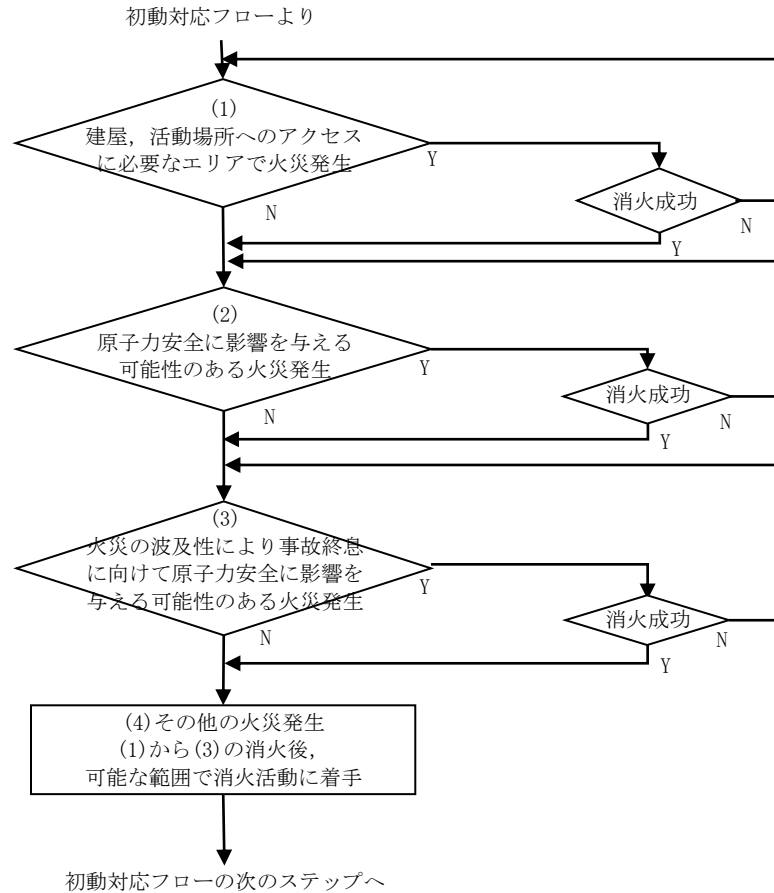 初動対応フローより
(1)
建屋，活動場所へのアクセス
に必要なエリアで火災発生
Y
消火成功
N
N
Y
(2)
原子力安全に影響を与える
可能性のある火災発生
Y
消火成功
N
N
Y
(3)
火災の波及性により事故終息
に向けて原子力安全に影響を
与える可能性のある火災発生
Y
消火成功
N
N
Y
(4)その他の火災発生
(1)から(3)の消火後，
可能な範囲で消火活動に着手
初動対応フローの次のステップへ